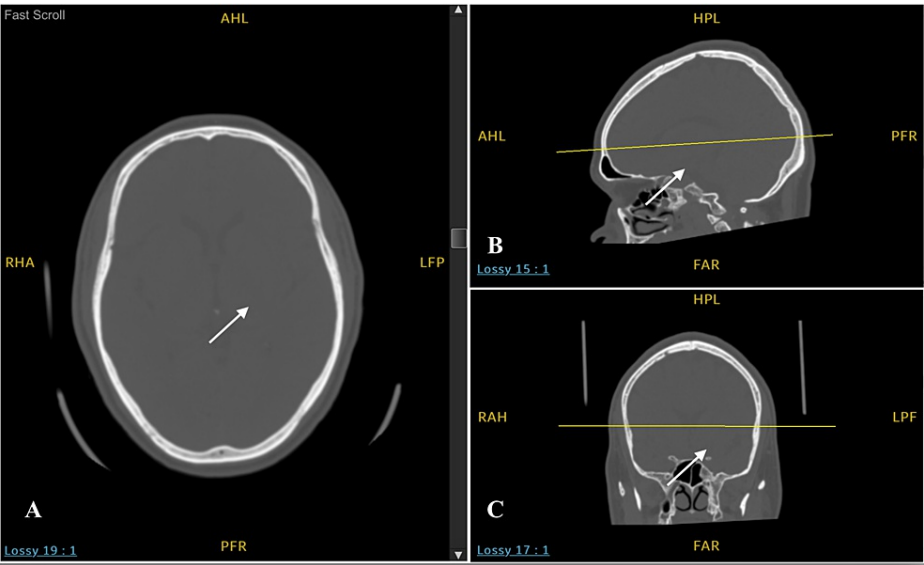 Fast Scroll
AHL
RHA
LFP
A
PFR
Lossy 19 : 1
HPL
AHL
PFR
B
Lossy 15 : 1
FAR
HPL
RAH
LPF
C
Lossy 17 : 1
FAR